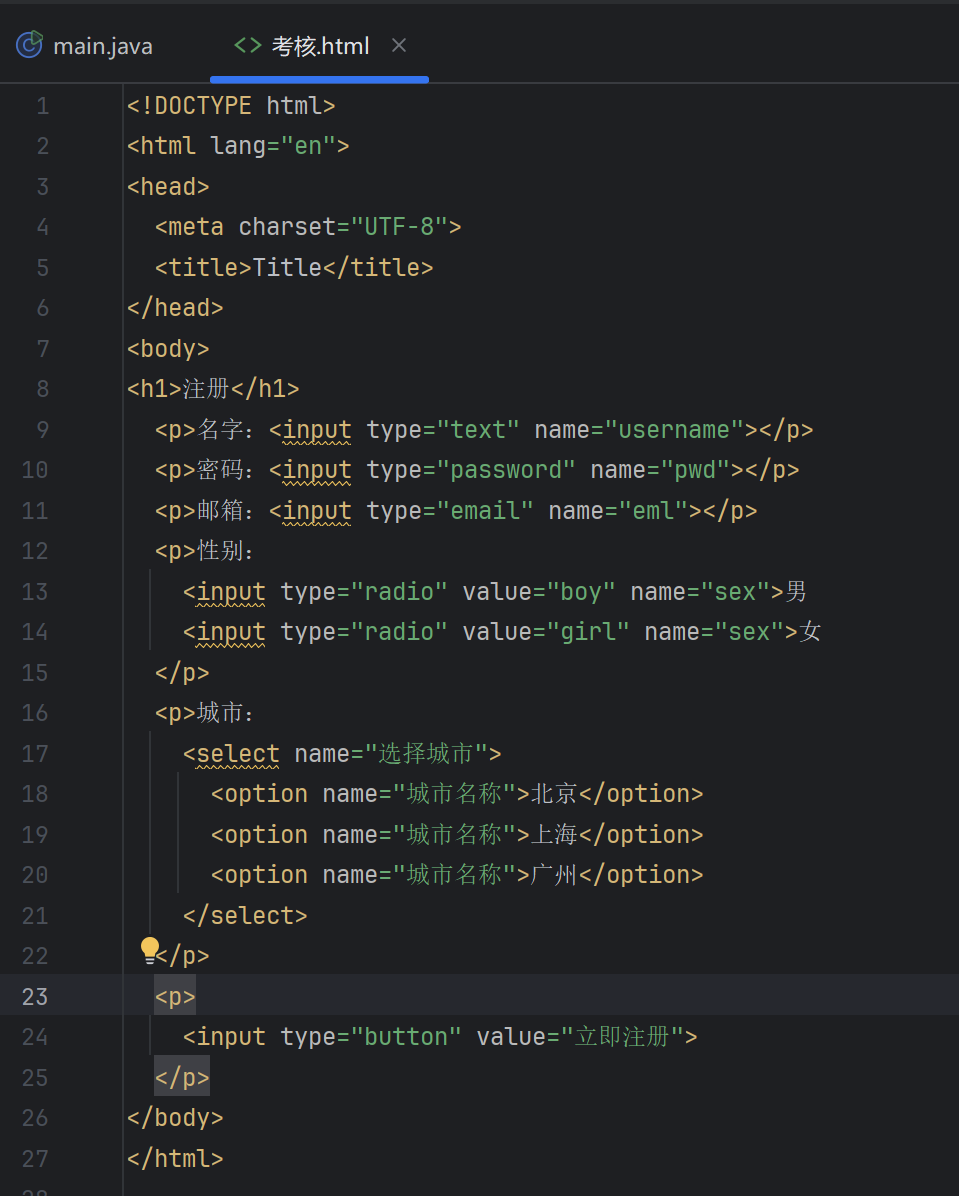 main.java
考核.html
1 <!DOCTYPE html>
2 <html lang="en">
3 <head>
4   <meta charset="UTF-8">
5   <title>Title</title>
6 </head>
7 <body>
8 <h1>注册</h1>
9   <p>名字：<input type="text" name="username"></p>
10   <p>密码：<input type="password" name="pwd"></p>
11   <p>邮箱：<input type="email" name="eml"></p>
12   <p>性别：
13     <input type="radio" value="boy" name="sex">男
14     <input type="radio" value="girl" name="sex">女
15   </p>
16   <p>城市：
17     <select name="选择城市">
18       <option name="城市名称">北京</option>
19       <option name="城市名称">上海</option>
20       <option name="城市名称">广州</option>
21     </select>
22   </p>
23   <p>
24     <input type="button" value="立即注册">
25   </p>
26 </body>
27 </html>
28